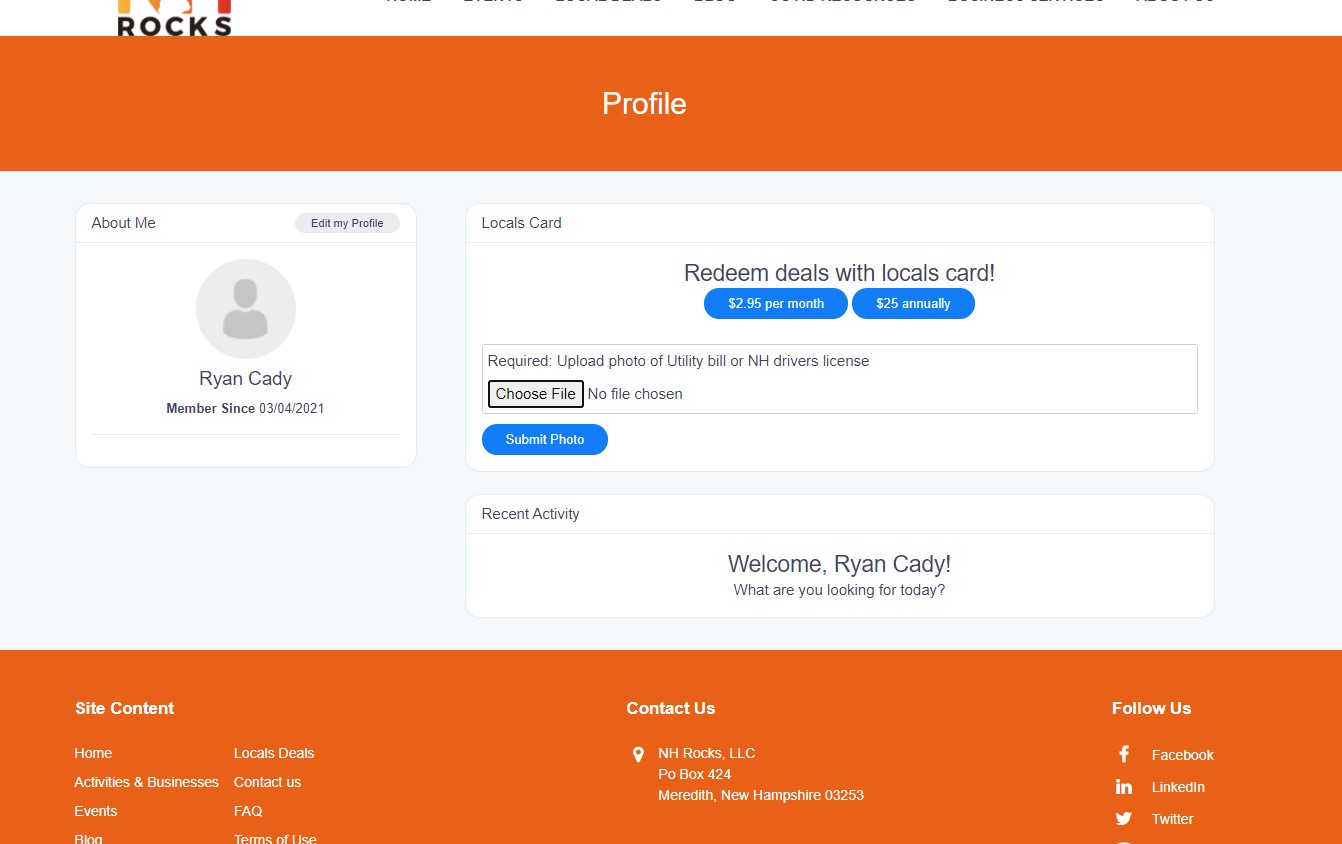 ROCKS
Profile
About Me
Edit my Profile
Ryan Cady
Member Since 03/04/2021
Locals Card
Redeem deals with locals card!
$2.95 per month
$25 annually
Required: Upload photo of Utility bill or NH drivers license
Choose File No file chosen
Submit Photo
Recent Activity
Welcome, Ryan Cady!
What are you looking for today?
Site Content
Home
Activities & Businesses
Events
Blog
Locals Deals
Contact us
FAQ
Terms of Use
Contact Us
NH Rocks, LLC
Po Box 424
Meredith, New Hampshire 03253
Follow Us
Facebook
LinkedIn
Twitter